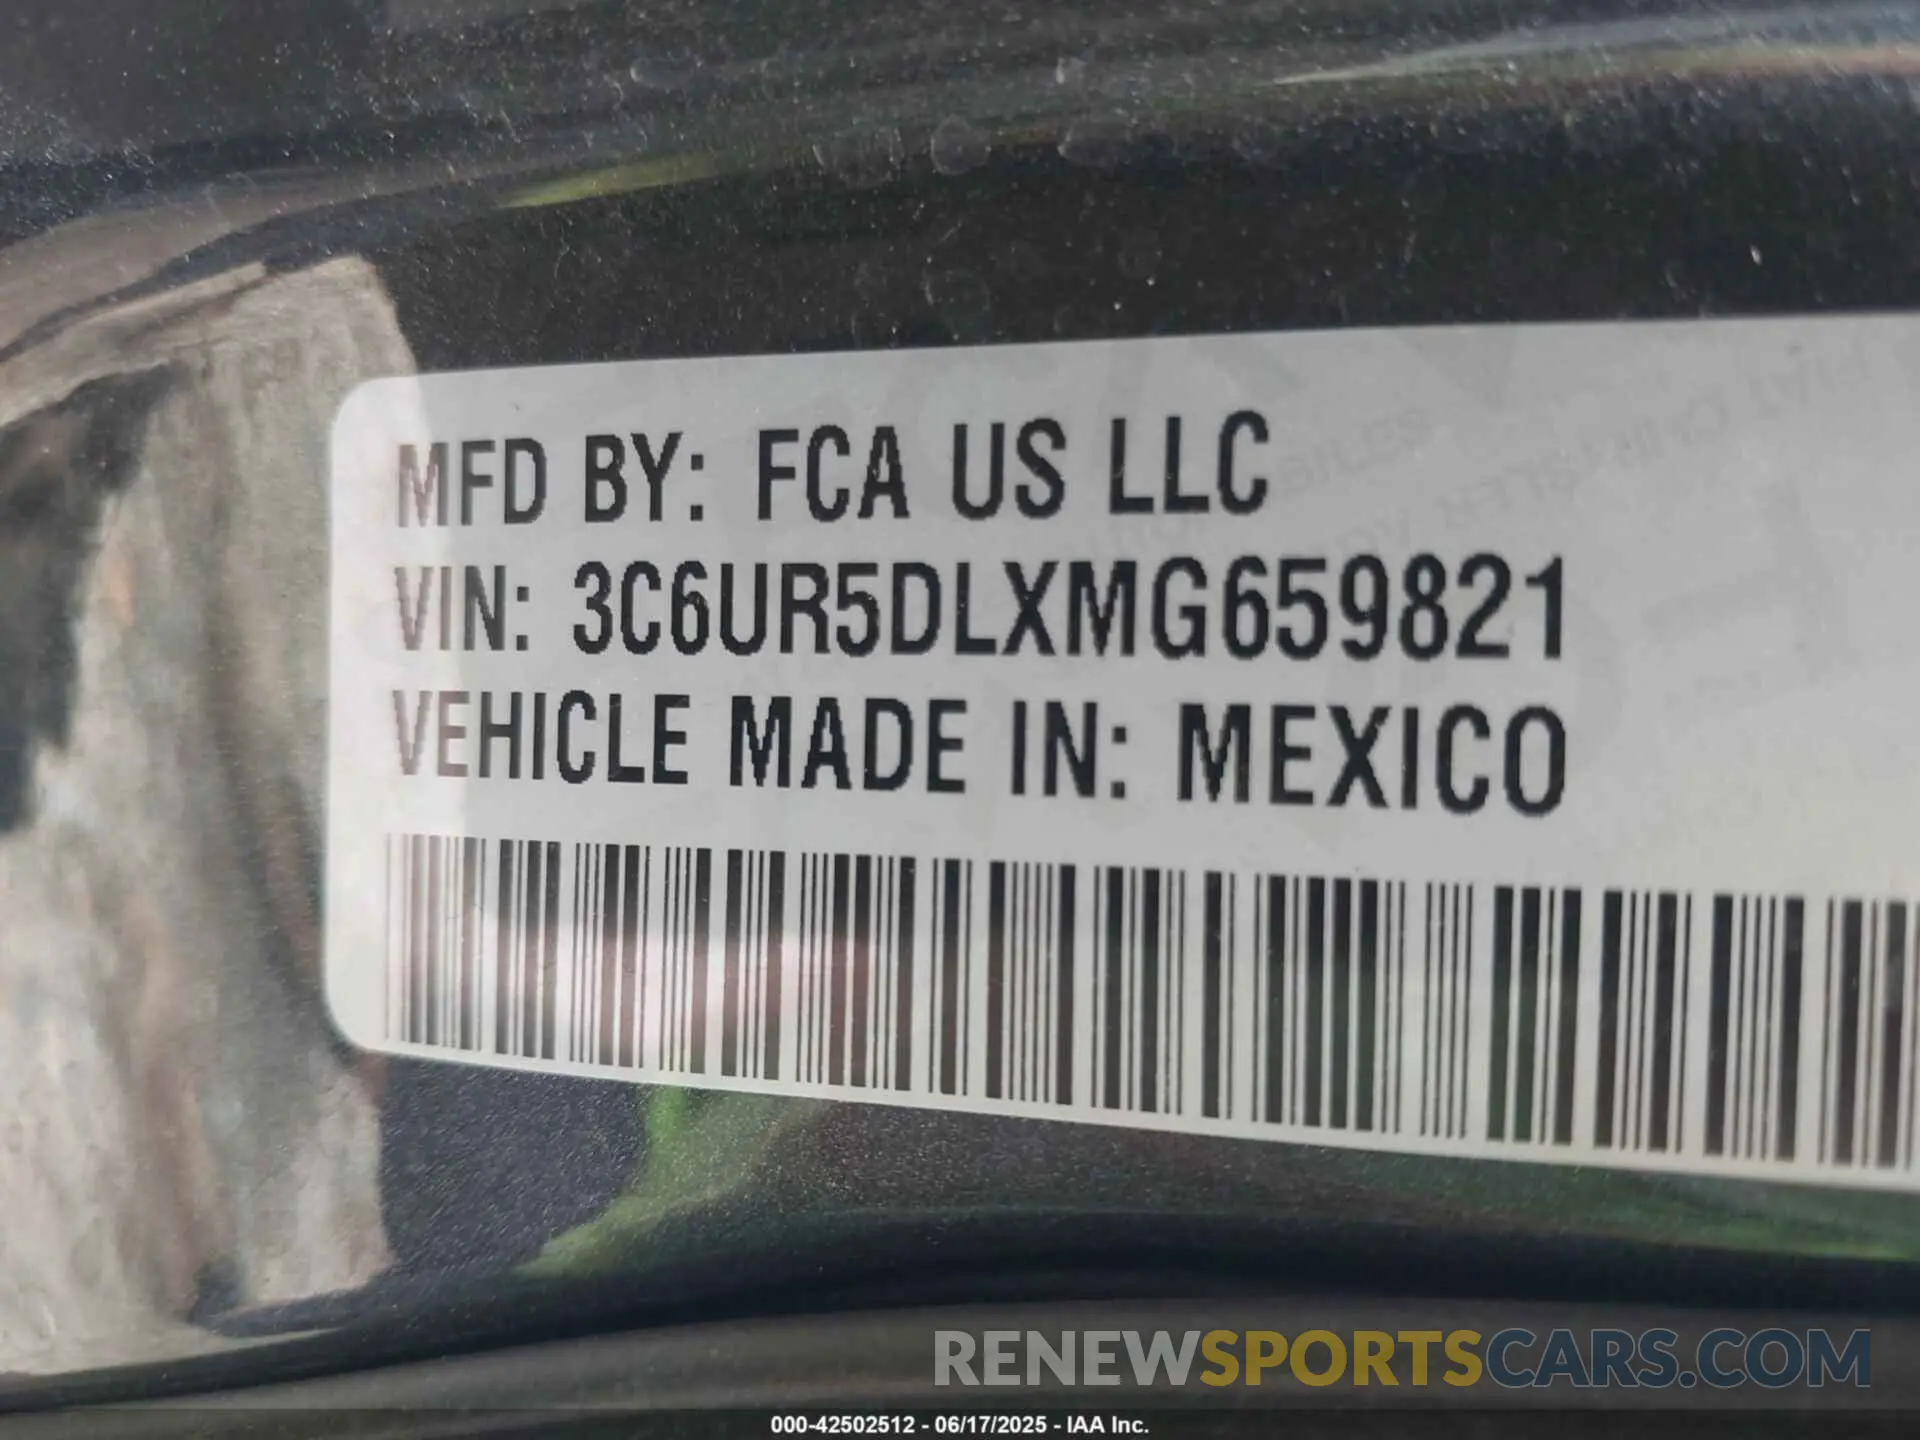 MFD BY: FCA US LLC
VIN: 3C6UR5DLXMG659821
VEHICLE MADE IN: MEXICO
RENEWSPORTSCARS.COM
000-42502512 - 06/17/2025 - IAA Inc.